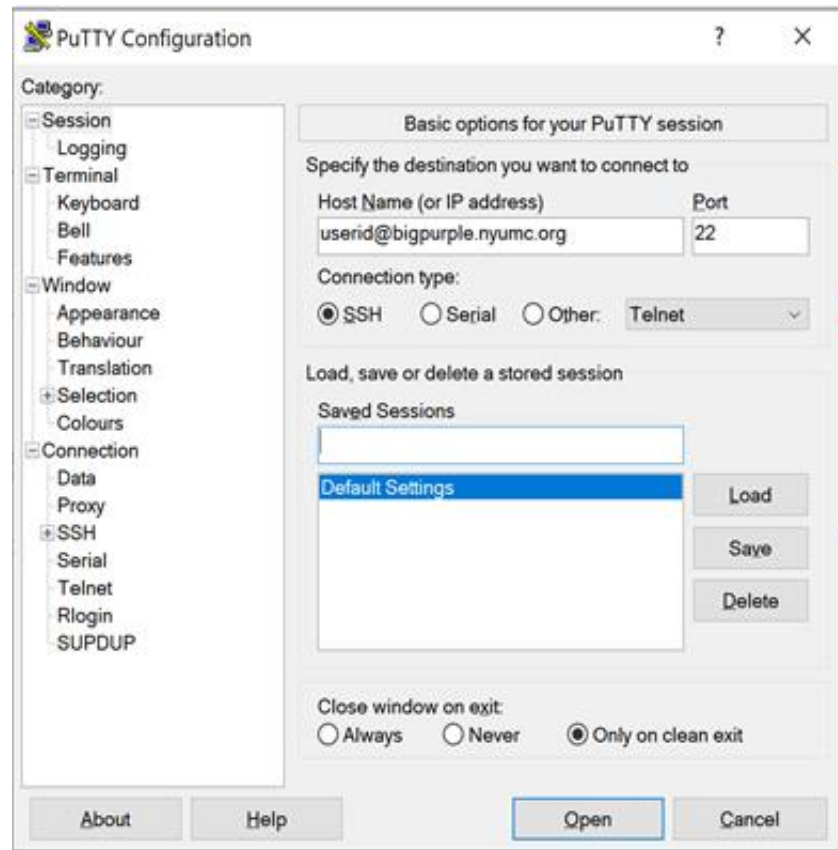 PuTTY Configuration
?
Category:
Session
Logging
Terminal
Keyboard
Bell
Features
Window
Appearance
Behaviour
Translation
Selection
Colours
Connection
Data
Proxy
SSH
Serial
Telnet
Rlogin
SUPDUP
Basic options for your PuTTY session
Specify the destination you want to connect to
Host Name (or IP address) Port
userid@bigpurple.nyumc.org 22
Connection type:
SSH Serial Other: Telnet
Load, save or delete a stored session
Saved Sessions
Default Settings
Load
Save
Delete
Close window on exit:
Always Never Only on clean exit
About Help Open Cancel